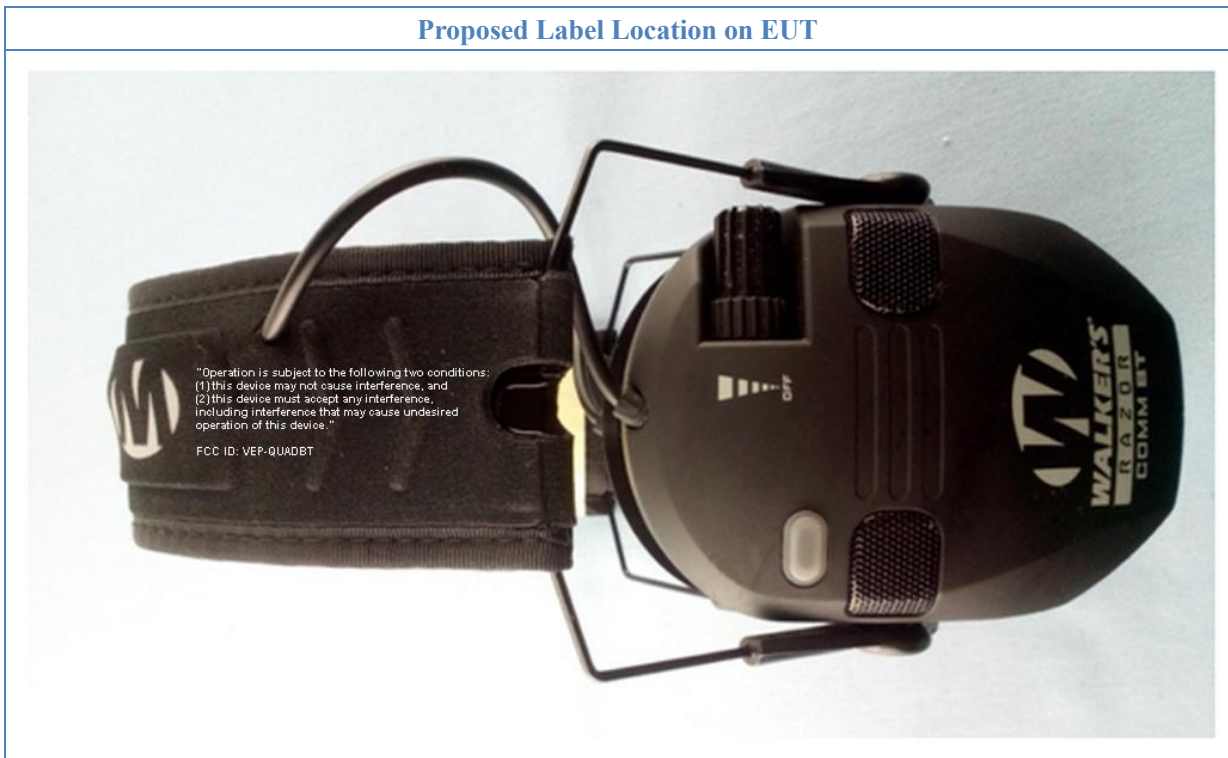 Proposed Label Location on EUT
"Operation is subject to the following two conditions:
(1)this device may not cause interference, and
(2)this device must accept any interference,
including interference that may cause undesired
operation of this device."
FCC ID: VEP-QUADBT
OFF
WALKER'S
RAZOR
COMM BT